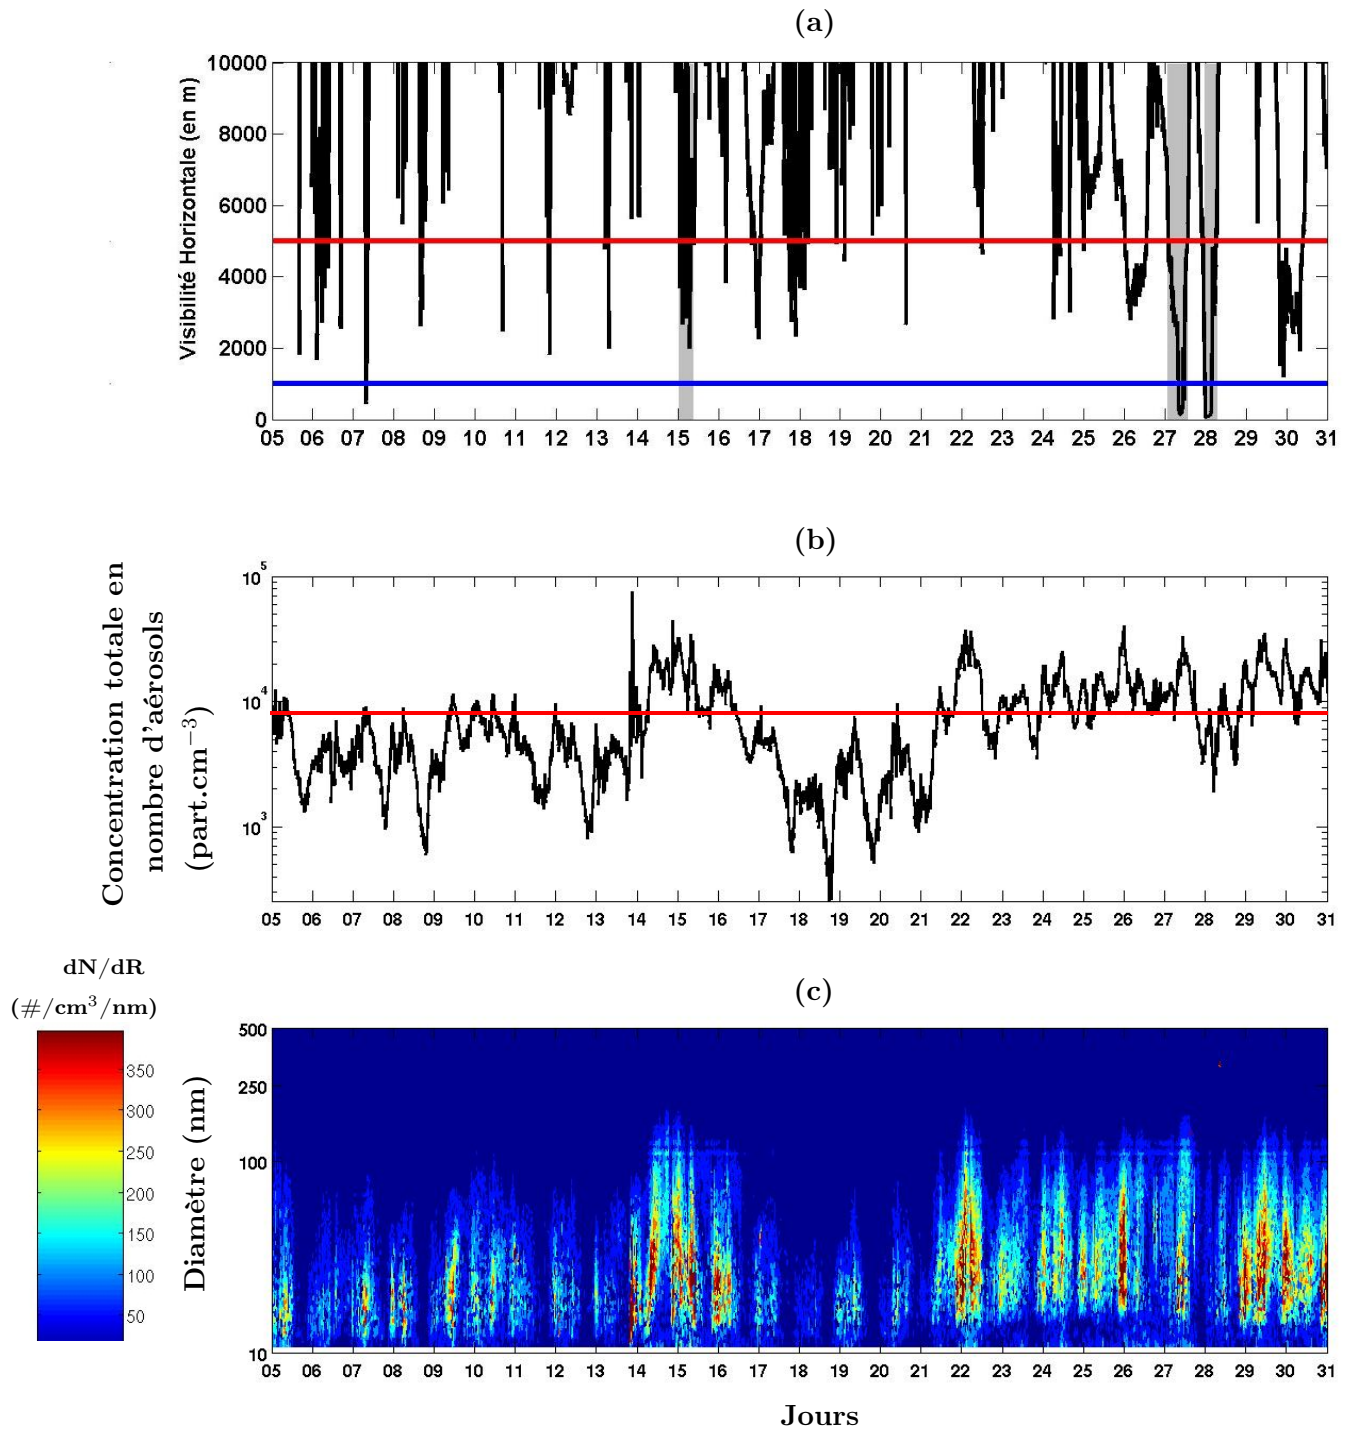 (a)
Visibilité Horizontale (en m)
10000
8000
6000
4000
2000
0
05 06 07 08 09 10 11 12 13 14 15 16 17 18 19 20 21 22 23 24 25 26 27 28 29 30 31
(b)
Concentration totale en
nombre d'aérosols
(part.cm⁻³)
10⁵
10⁴
10³
05 06 07 08 09 10 11 12 13 14 15 16 17 18 19 20 21 22 23 24 25 26 27 28 29 30 31
dN/dR
(#/cm³/nm)
350
300
250
200
150
100
50
(c)
Diamètre (nm)
500
250
100
10
05 06 07 08 09 10 11 12 13 14 15 16 17 18 19 20 21 22 23 24 25 26 27 28 29 30 31
Jours